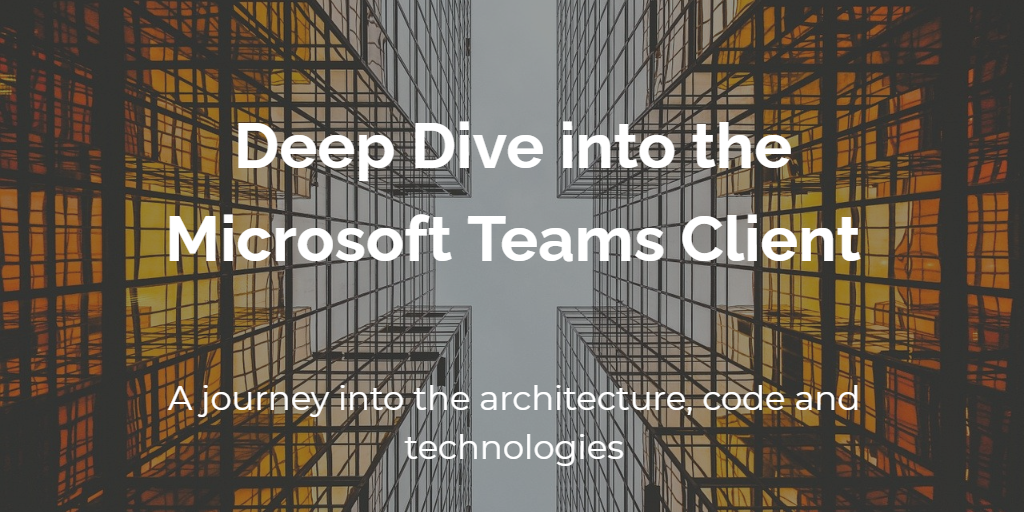 Deep Dive into the
Microsoft Teams Client
A journey into the architecture, code and
technologies